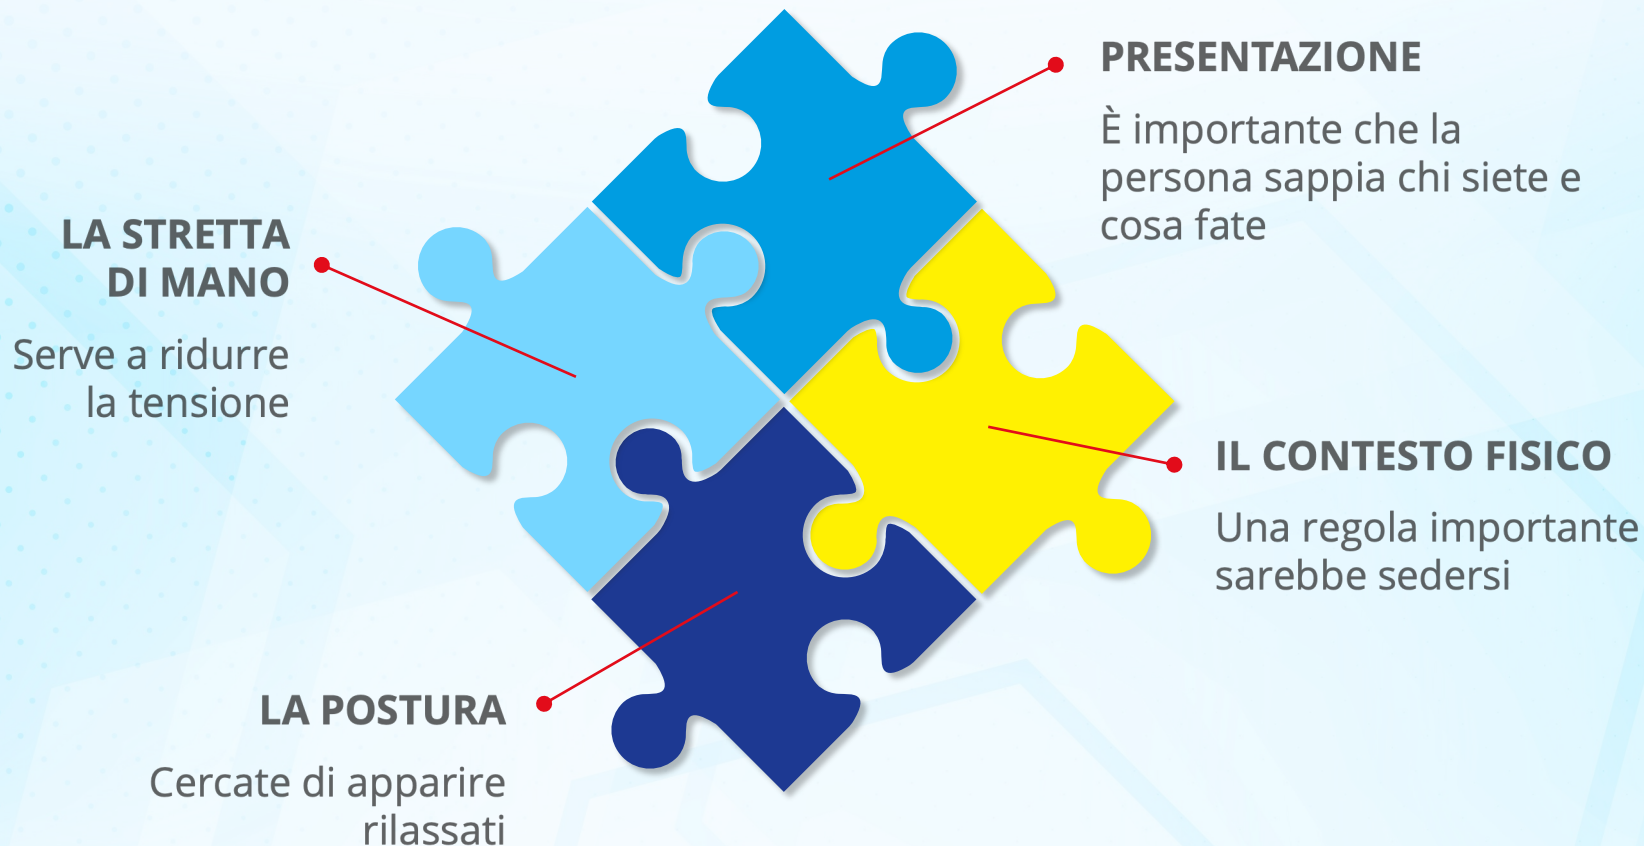 PRESENTAZIONE
È importante che la
persona sappia chi siete e
cosa fate
LA STRETTA
DI MANO
Serve a ridurre
la tensione
IL CONTESTO FISICO
Una regola importante
sarebbe sedersi
LA POSTURA
Cercate di apparire
rilassati